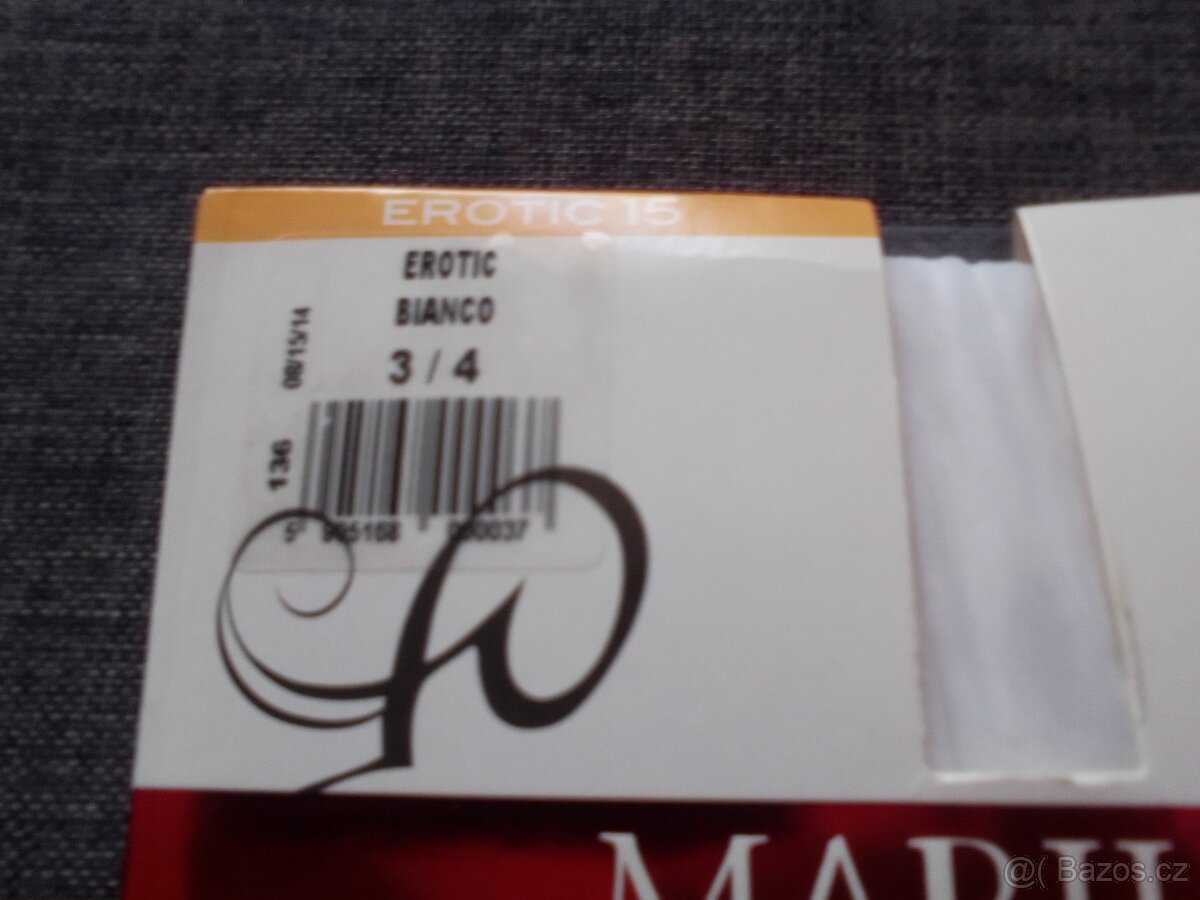 EROTIC 15
EROTIC
BIANCO
3 / 4
08/15/14
136
@( Bazos.cz